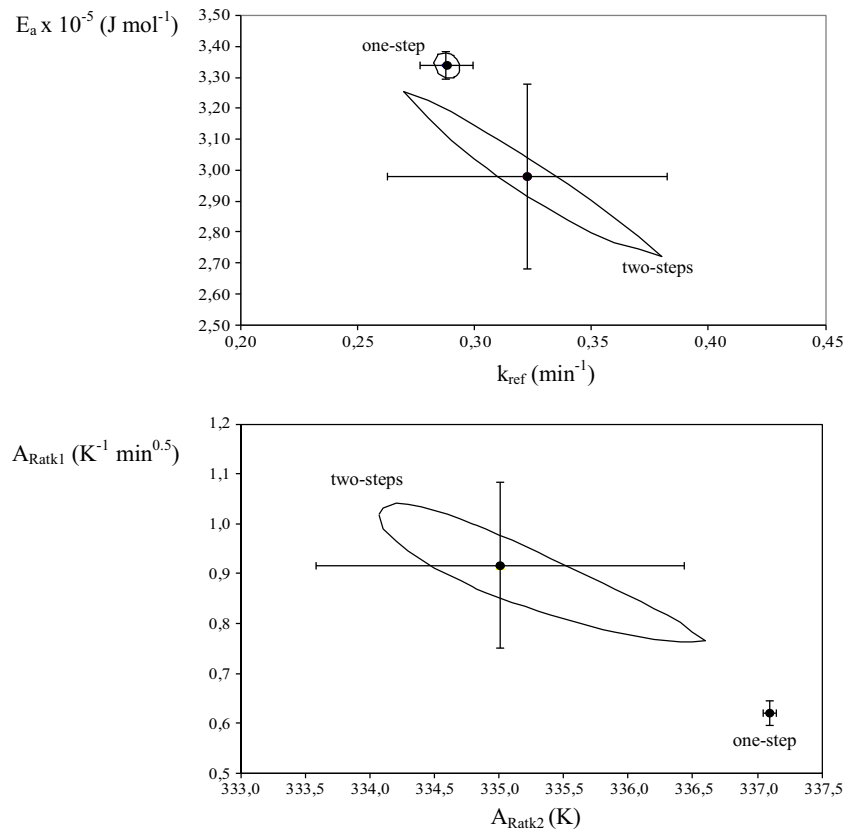 E_a x 10^-5 (J mol^-1)
3,50
3,40
3,30
3,20
3,10
3,00
2,90
2,80
2,70
2,60
2,50
one-step
two-steps
0,20 0,25 0,30 0,35 0,40 0,45
k_ref (min^-1)
A_Ratk1 (K^-1 min^0.5)
1,2
1,1
1,0
0,9
0,8
0,7
0,6
0,5
two-steps
one-step
333,0 333,5 334,0 334,5 335,0 335,5 336,0 336,5 337,0 337,5
A_Ratk2 (K)